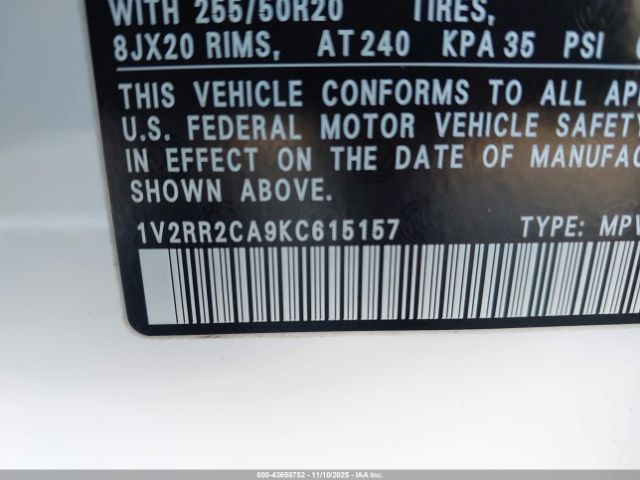 WITH 255/50R20 TIRES,
8JX20 RIMS, AT 240 KPA 35 PSI
THIS VEHICLE CONFORMS TO ALL AP
U.S. FEDERAL MOTOR VEHICLE SAFETY
IN EFFECT ON THE DATE OF MANUFAC
SHOWN ABOVE.
1V2RR2CA9KC615157 TYPE: MPV
000-43658752 - 11/10/2025 - IAA Inc.